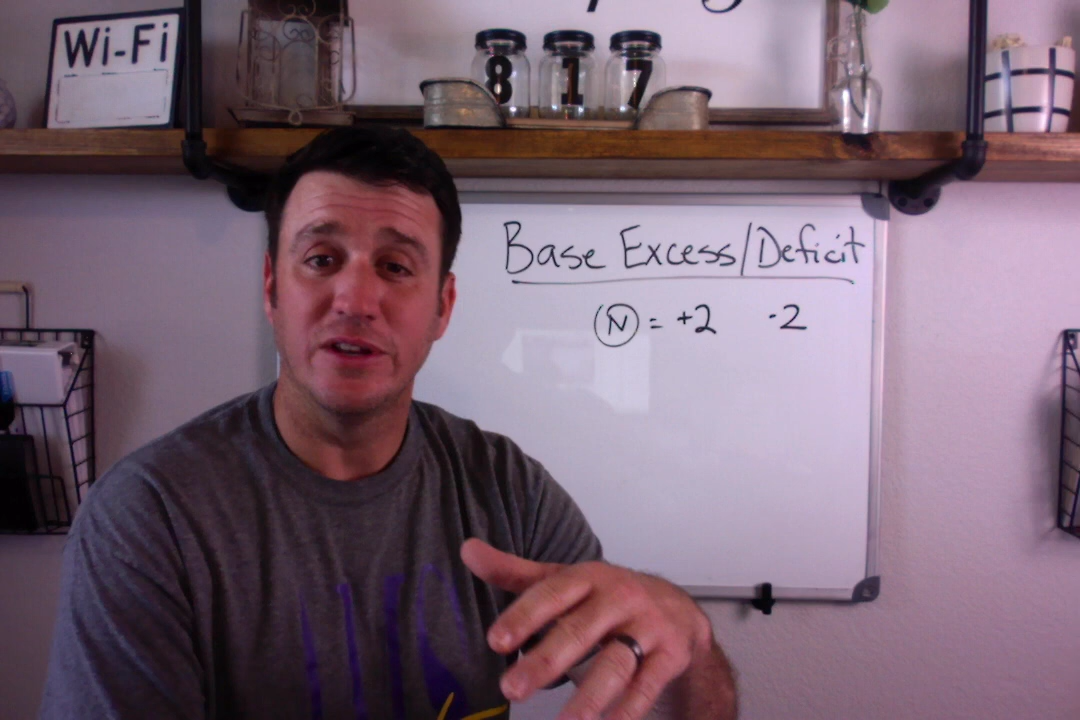 Wi-Fi
8 1 7
Base Excess/Deficit
N = +2 -2